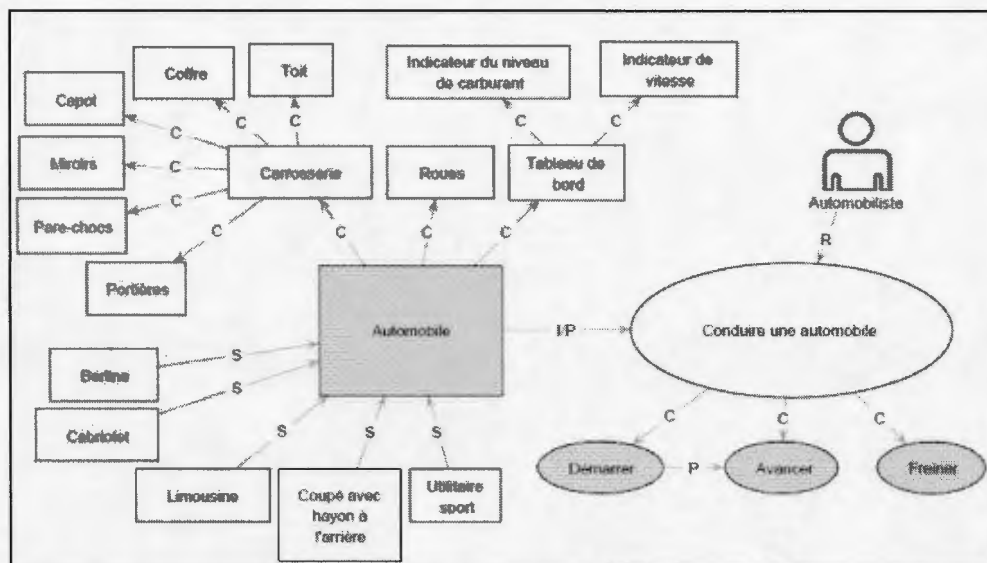 Coffre
Toit
Indicateur du niveau
de carburant
Indicateur de
vitesse
Capot
C
C
C
C
C
Miroirs
C
Carrosserie
Roues
Tableau de
bord
Pare-chocs
C
Automobiliste
C
R
Portières
C
C
C
Automobile
I/P
Conduire une automobile
Berline
S
S
Cabriolet
C
C
C
S
S
S
Démarrer
P
Avancer
Freiner
Limousine
Coupé avec
hayon à
l'arrière
Utilitaire
sport